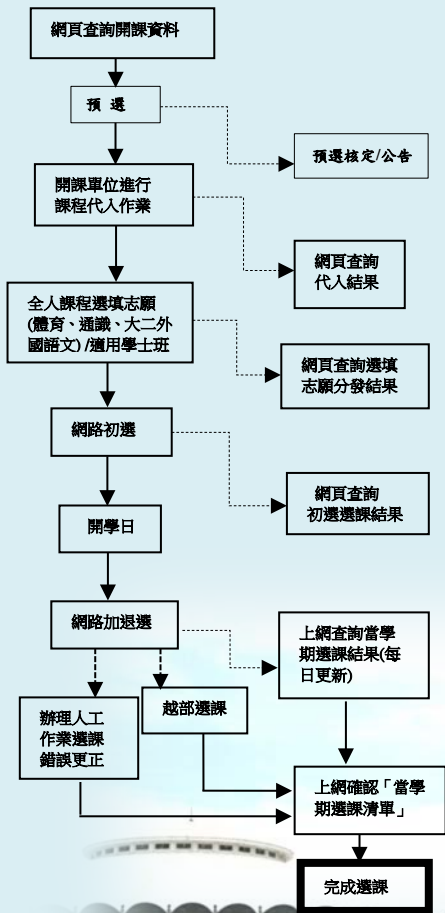 網頁查詢開課資料
預 選
預選核定/公告
開課單位進行
課程代入作業
網頁查詢
代入結果
全人課程選填志願
(體育、通識、大二外
國語文) /適用學士班
網頁查詢選填
志願分發結果
網路初選
網頁查詢
初選選課結果
開學日
網路加退選
上網查詢當學
期選課結果(每
日更新)
越部選課
辦理人工
作業選課
錯誤更正
上網確認「當學
期選課清單」
完成選課